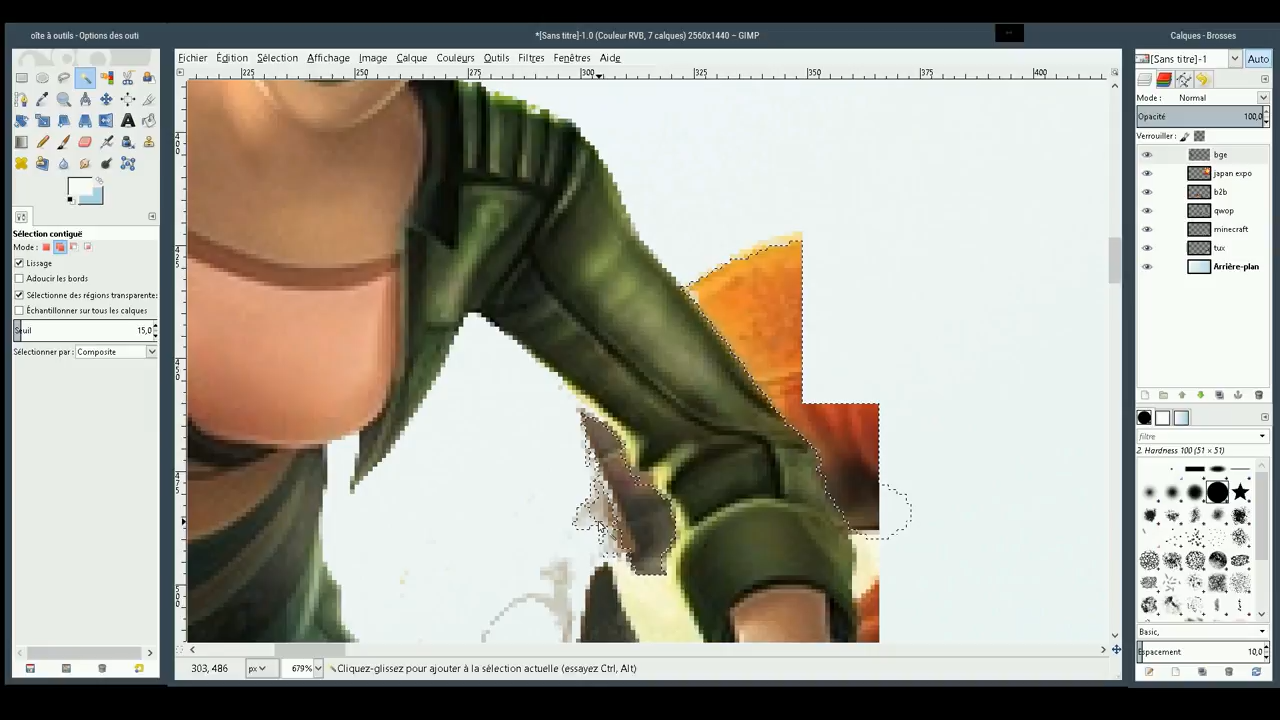 oîte à outils - Options des outi
*[Sans titre]-1.0 (Couleur RVB, 7 calques) 2560x1440 – GIMP
Calques - Brosses
Fichier Édition Sélection Affichage Image Calque Couleurs Outils Filtres Fenêtres Aide
[Sans titre]-1 Auto
225 250 275 300 325 350 375 400
Mode : Normal
Opacité 100,0
Verrouiller :
bge
japan expo
b2b
qwop
minecraft
tux
Arrière-plan
Sélection contiguë
Mode :
Lissage
Adoucir les bords
Sélectionne des régions transparente:
Échantillonner sur tous les calques
Seuil 15,0
Sélectionner par : Composite
filtre
2. Hardness 100 (51 × 51)
Basic,
Espacement 10,0
303, 486 px 679% Cliquez-glissez pour ajouter à la sélection actuelle (essayez Ctrl, Alt)